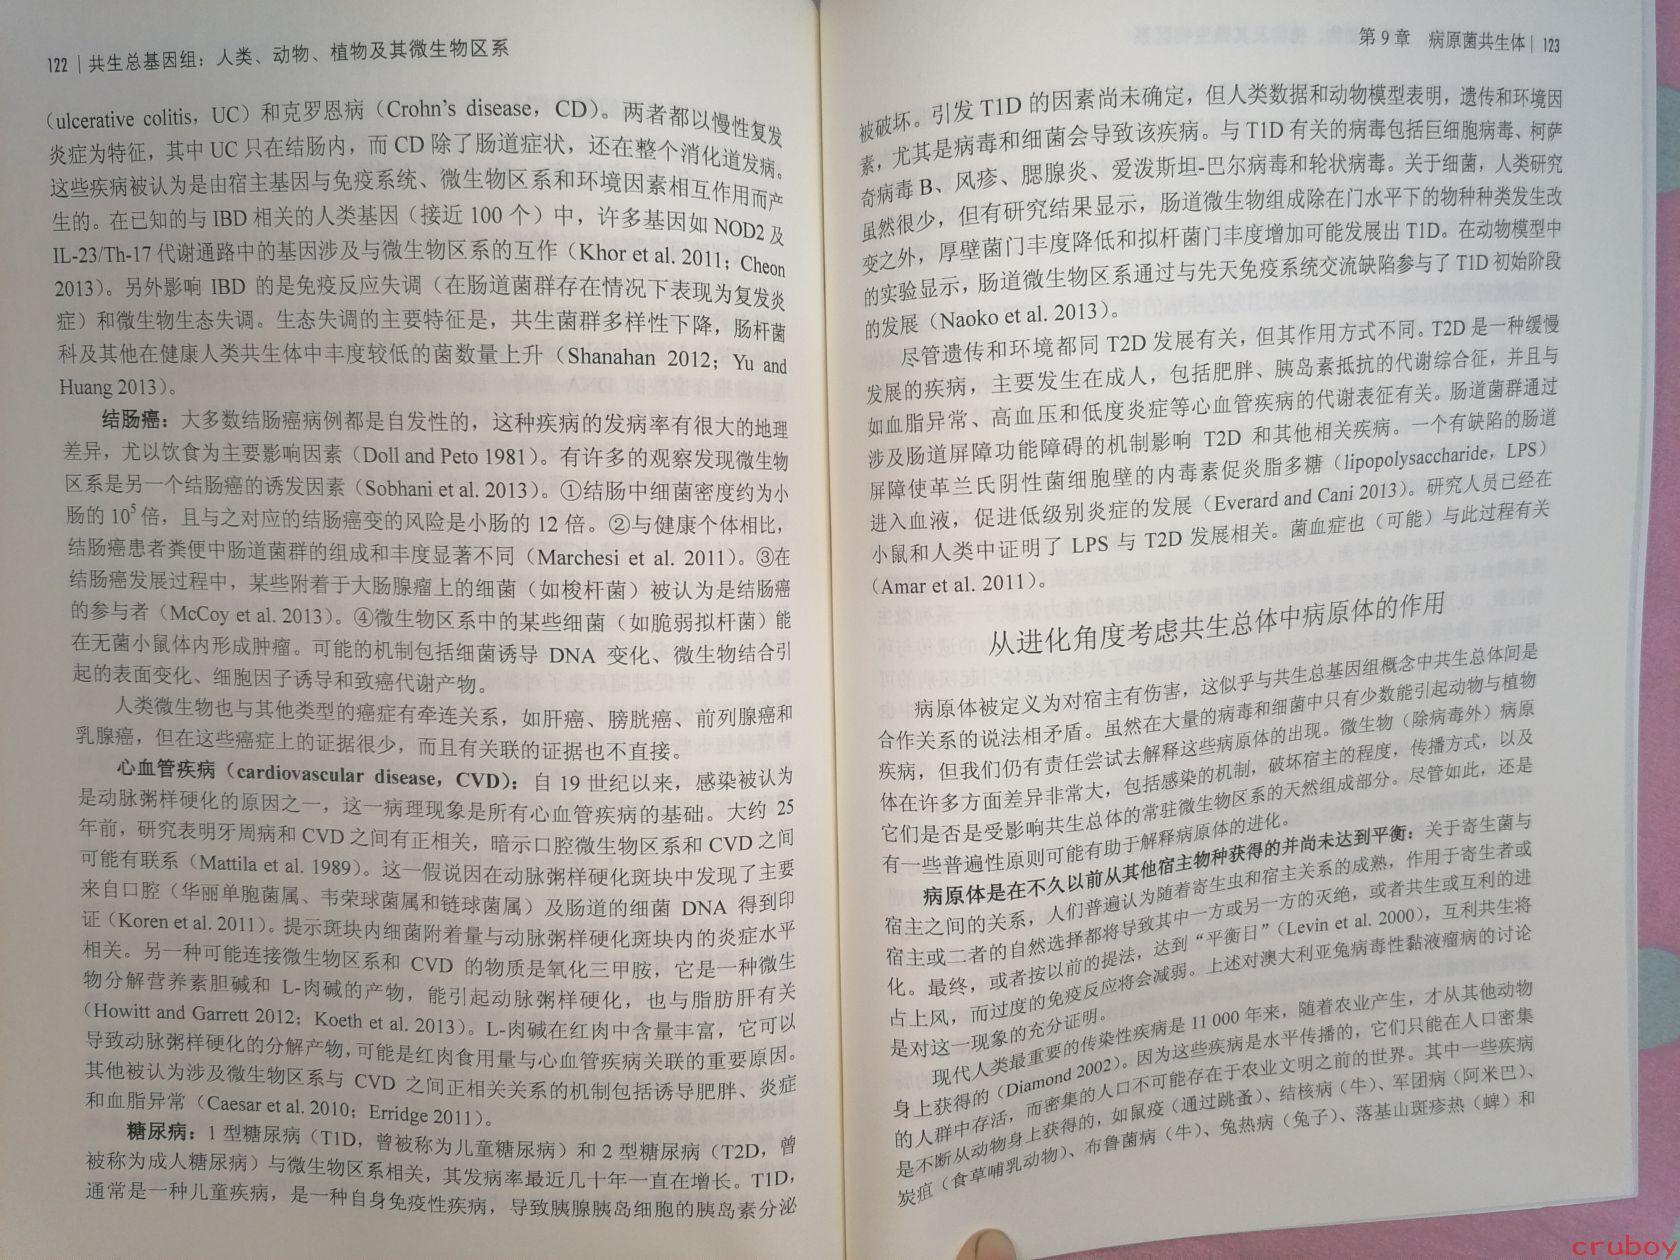 122 | 共生总基因组：人类、动物、植物及其微生物区系
（ulcerative colitis，UC）和克罗恩病（Crohn's disease，CD）。两者都以慢性复发
炎症为特征，其中 UC 只在结肠内，而 CD 除了肠道症状，还在整个消化道发病。
这些疾病被认为是由宿主基因与免疫系统、微生物区系和环境因素相互作用而产
生的。在已知的与 IBD 相关的人类基因（接近 100 个）中，许多基因如 NOD2 及
IL-23/Th-17 代谢通路中的基因涉及与微生物区系的互作（Khor et al. 2011；Cheon
2013）。另外影响 IBD 的是免疫反应失调（在肠道菌群存在情况下表现为复发炎
症）和微生物生态失调。生态失调的主要特征是，共生菌群多样性下降，肠杆菌
科及其他在健康人类共生体中丰度较低的菌数量上升（Shanahan 2012；Yu and
Huang 2013）。
结肠癌：大多数结肠癌病例都是自发性的，这种疾病的发病率有很大的地理
差异，尤以饮食为主要影响因素（Doll and Peto 1981）。有许多的观察发现微生物
区系是另一个结肠癌的诱发因素（Sobhani et al. 2013）。①结肠中细菌密度约为小
肠的 10⁵ 倍，且与之对应的结肠癌变的风险是小肠的 12 倍。②与健康个体相比，
结肠癌患者粪便中肠道菌群的组成和丰度显著不同（Marchesi et al. 2011）。③在
结肠癌发展过程中，某些附着于大肠腺瘤上的细菌（如梭杆菌）被认为是结肠癌
的参与者（McCoy et al. 2013）。④微生物区系中的某些细菌（如脆弱拟杆菌）能
在无菌小鼠体内形成肿瘤。可能的机制包括细菌诱导 DNA 变化、微生物结合引
起的表面变化、细胞因子诱导和致癌代谢产物。
人类微生物也与其他类型的癌症有牵连关系，如肝癌、膀胱癌、前列腺癌和
乳腺癌，但在这些癌症上的证据很少，而且有关联的证据也不直接。
心血管疾病（cardiovascular disease，CVD）：自 19 世纪以来，感染被认为
是动脉粥样硬化的原因之一，这一病理现象是所有心血管疾病的基础。大约 25
年前，研究表明牙周病和 CVD 之间有正相关，暗示口腔微生物区系和 CVD 之间
可能有联系（Mattila et al. 1989）。这一假说因在动脉粥样硬化斑块中发现了主要
来自口腔（华丽单胞菌属、韦荣球菌属和链球菌属）及肠道的细菌 DNA 得到印
证（Koren et al. 2011）。提示斑块内细菌附着量与动脉粥样硬化斑块内的炎症水平
相关。另一种可能连接微生物区系和 CVD 的物质是氧化三甲胺，它是一种微生
物分解营养素胆碱和 L-肉碱的产物，能引起动脉粥样硬化，也与脂肪肝有关
（Howitt and Garrett 2012；Koeth et al. 2013）。L-肉碱在红肉中含量丰富，它可以
导致动脉粥样硬化的分解产物，可能是红肉食用量与心血管疾病关联的重要原因。
其他被认为涉及微生物区系与 CVD 之间正相关关系的机制包括诱导肥胖、炎症
和血脂异常（Caesar et al. 2010；Erridge 2011）。
糖尿病：1 型糖尿病（T1D，曾被称为儿童糖尿病）和 2 型糖尿病（T2D，曾
被称为成人糖尿病）与微生物区系相关，其发病率最近几十年一直在增长。T1D，
通常是一种儿童疾病，是一种自身免疫性疾病，导致胰腺胰岛细胞的胰岛素分泌
第 9 章 病原菌共生体 | 123
被破坏。引发 T1D 的因素尚未确定，但人类数据和动物模型表明，遗传和环境因
素，尤其是病毒和细菌会导致该疾病。与 T1D 有关的病毒包括巨细胞病毒、柯萨
奇病毒 B、风疹、腮腺炎、爱泼斯坦-巴尔病毒和轮状病毒。关于细菌，人类研究
虽然很少，但有研究结果显示，肠道微生物组成除在门水平下的物种种类发生改
变之外，厚壁菌门丰度降低和拟杆菌门丰度增加可能发展出 T1D。在动物模型中
的实验显示，肠道微生物区系通过与先天免疫系统交流缺陷参与了 T1D 初始阶段
的发展（Naoko et al. 2013）。
尽管遗传和环境都同 T2D 发展有关，但其作用方式不同。T2D 是一种缓慢
发展的疾病，主要发生在成人，包括肥胖、胰岛素抵抗的代谢综合征，并且与
如血脂异常、高血压和低度炎症等心血管疾病的代谢表征有关。肠道菌群通过
涉及肠道屏障功能障碍的机制影响 T2D 和其他相关疾病。一个有缺陷的肠道
屏障使革兰氏阴性菌细胞壁的内毒素促炎脂多糖（lipopolysaccharide，LPS）
进入血液，促进低级别炎症的发展（Everard and Cani 2013）。研究人员已经在
小鼠和人类中证明了 LPS 与 T2D 发展相关。菌血症也（可能）与此过程有关
（Amar et al. 2011）。
从进化角度考虑共生总体中病原体的作用
病原体被定义为对宿主有伤害，这似乎与共生总基因组概念中共生总体间是
合作关系的说法相矛盾。虽然在大量的病毒和细菌中只有少数能引起动物与植物
疾病，但我们仍有责任尝试去解释这些病原体的出现。微生物（除病毒外）病原
体在许多方面差异非常大，包括感染的机制，破坏宿主的程度，传播方式，以及
它们是否是受影响共生总体的常驻微生物区系的天然组成部分。尽管如此，还是
有一些普遍性原则可能有助于解释病原体的进化。
病原体是在不久以前从其他宿主物种获得的并尚未达到平衡：关于寄生菌与
宿主之间的关系，人们普遍认为随着寄生虫和宿主关系的成熟，作用于寄生者或
宿主或二者的自然选择都将导致其中一方或另一方的灭绝，或者共生或互利的进
化。最终，或者按以前的提法，达到“平衡日”（Levin et al. 2000），互利共生将
占上风，而过度的免疫反应将会减弱。上述对澳大利亚兔病毒性黏液瘤病的讨论
是对这一现象的充分证明。
现代人类最重要的传染性疾病是 11 000 年来，随着农业产生，才从其他动物
身上获得的（Diamond 2002）。因为这些疾病是水平传播的，它们只能在人口密集
的人群中存活，而密集的人口不可能存在于农业文明之前的世界。其中一些疾病
是不断从动物身上获得的，如鼠疫（通过跳蚤）、结核病（牛）、军团病（阿米巴）、
炭疽（食草哺乳动物）、布鲁菌病（牛）、兔热病（兔子）、落基山斑疹热（蜱）和
cruboy